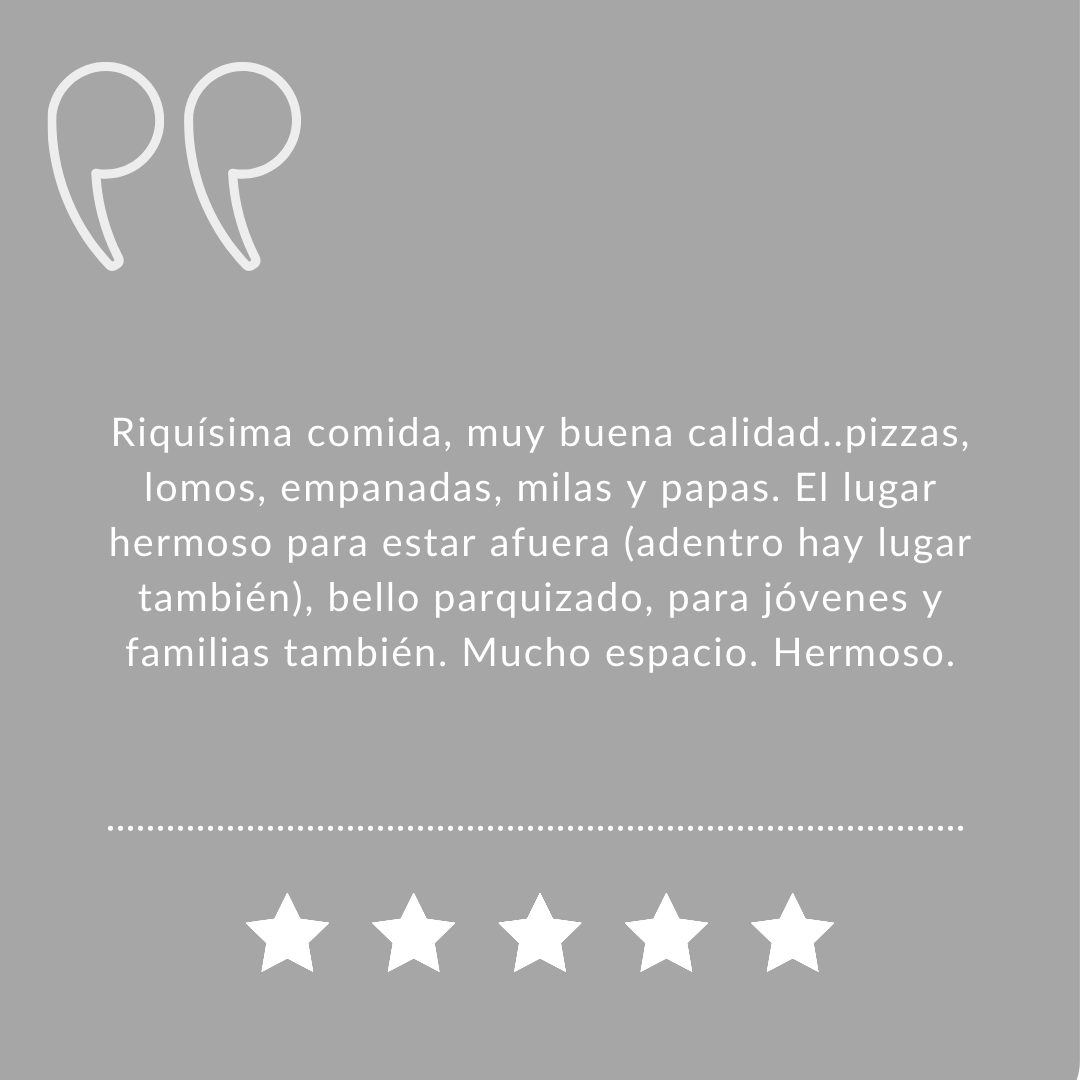 Riquísima comida, muy buena calidad..pizzas,
lomos, empanadas, milas y papas. El lugar
hermoso para estar afuera (adentro hay lugar
también), bello parquizado, para jóvenes y
familias también. Mucho espacio. Hermoso.